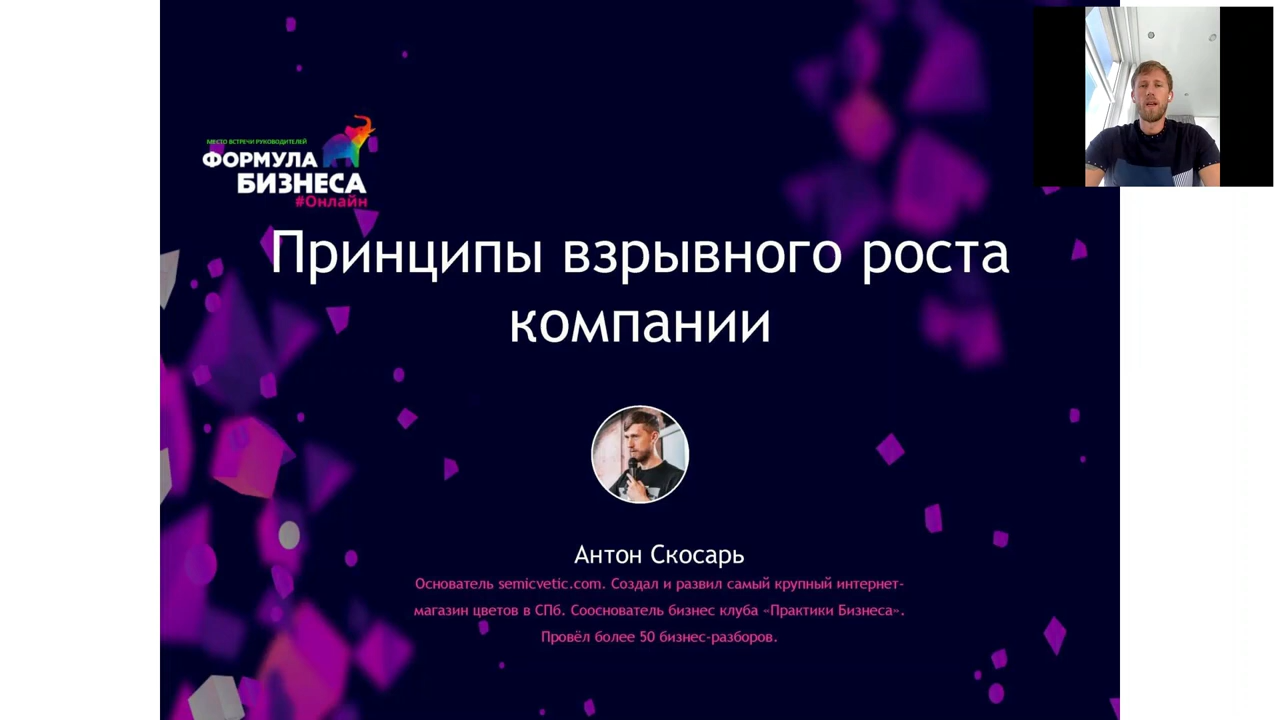 МЕСТО ВСТРЕЧИ РУКОВОДИТЕЛЕЙ
ФОРМУЛА
БИЗНЕСА
#Онлайн
Принципы взрывного роста
компании
Антон Скосарь
Основатель semicvetic.com. Создал и развил самый крупный интернет-
магазин цветов в СПб. Сооснователь бизнес клуба «Практики Бизнеса».
Провёл более 50 бизнес-разборов.